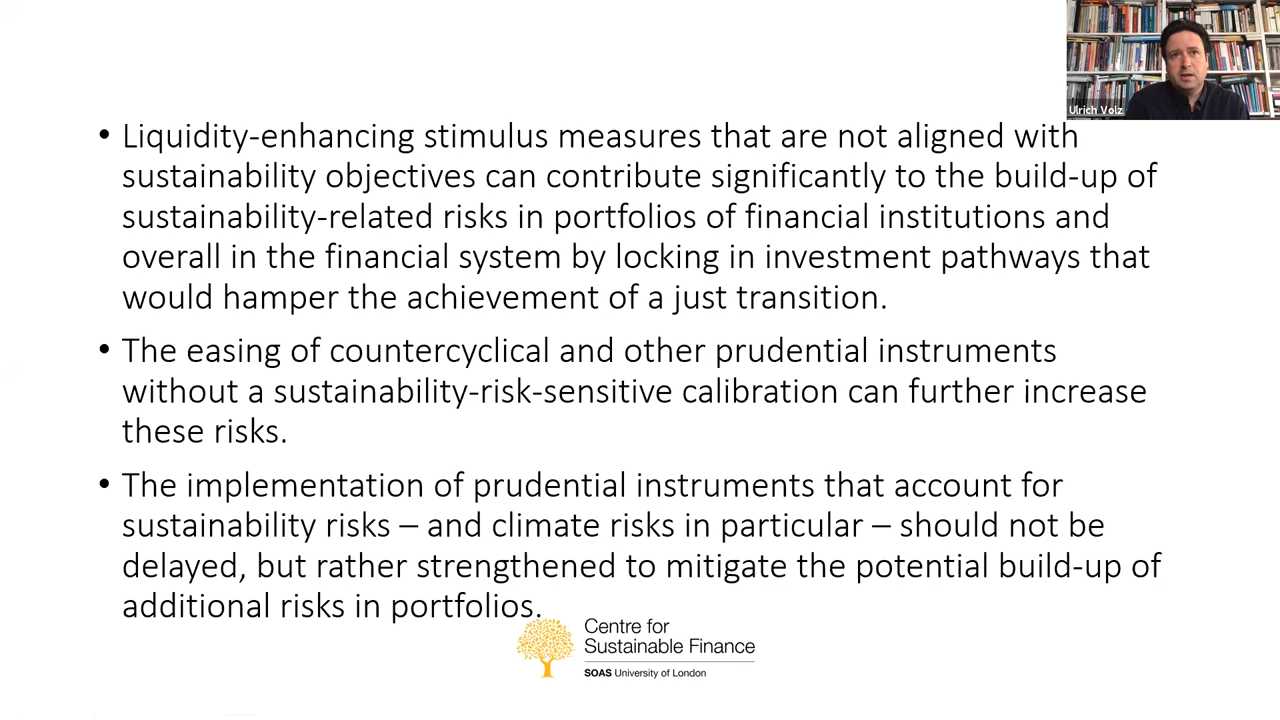 Ulrich Volz
• Liquidity-enhancing stimulus measures that are not aligned with
sustainability objectives can contribute significantly to the build-up of
sustainability-related risks in portfolios of financial institutions and
overall in the financial system by locking in investment pathways that
would hamper the achievement of a just transition.
• The easing of countercyclical and other prudential instruments
without a sustainability-risk-sensitive calibration can further increase
these risks.
• The implementation of prudential instruments that account for
sustainability risks – and climate risks in particular – should not be
delayed, but rather strengthened to mitigate the potential build-up of
additional risks in portfolios.
Centre for
Sustainable Finance
SOAS University of London